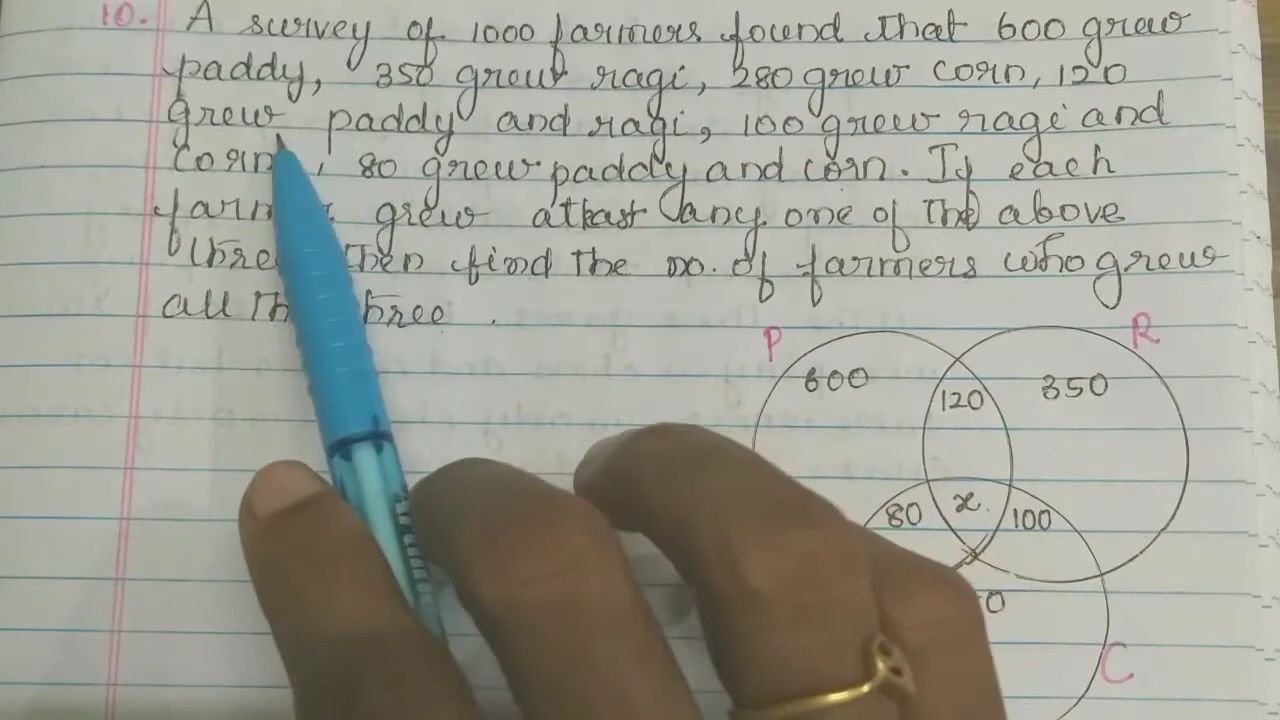 10. A survey of 1000 farmers found that 600 grew
paddy, 350 grew ragi, 280 grew corn, 120
grew paddy and ragi, 100 grew ragi and
corn, 80 grew paddy and corn. If each
grew atleast any one of the above
then find the no. of farmers who grew
all
P
R
600
120
350
80
x
100
0
C